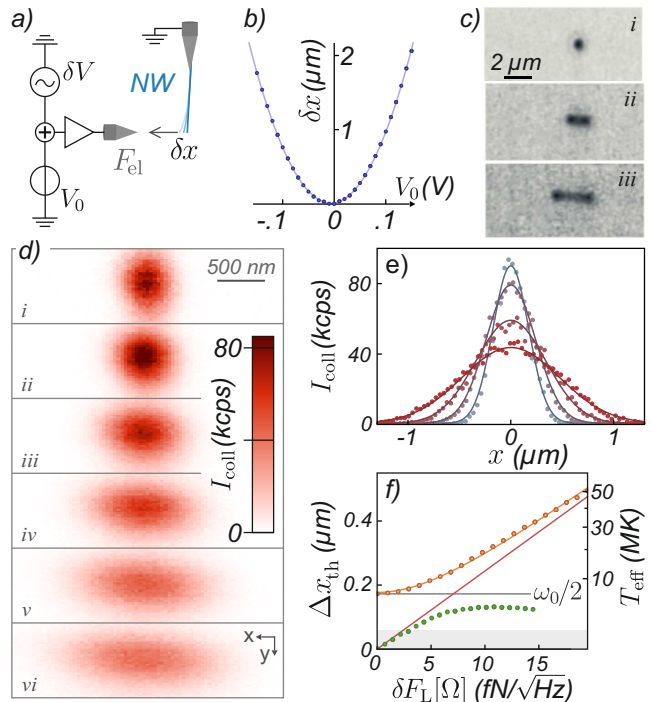 a)
δV
NW
δx
F_el
V_0
b)
δx (μm)
2
1
V_0 (V)
-.1
0
.1
c)
i
2 μm
ii
iii
d)
500 nm
i
ii
iii
iv
v
vi
80
0
I_coll (kcps)
x
y
e)
I_coll (kcps)
80
40
0
-1
0
1
x (μm)
f)
Δx_th (μm)
0.4
0.2
0.0
50
30
10
T_eff (MK)
ω_0/2
0
5
10
15
δF_L[Ω] (fN/√Hz)